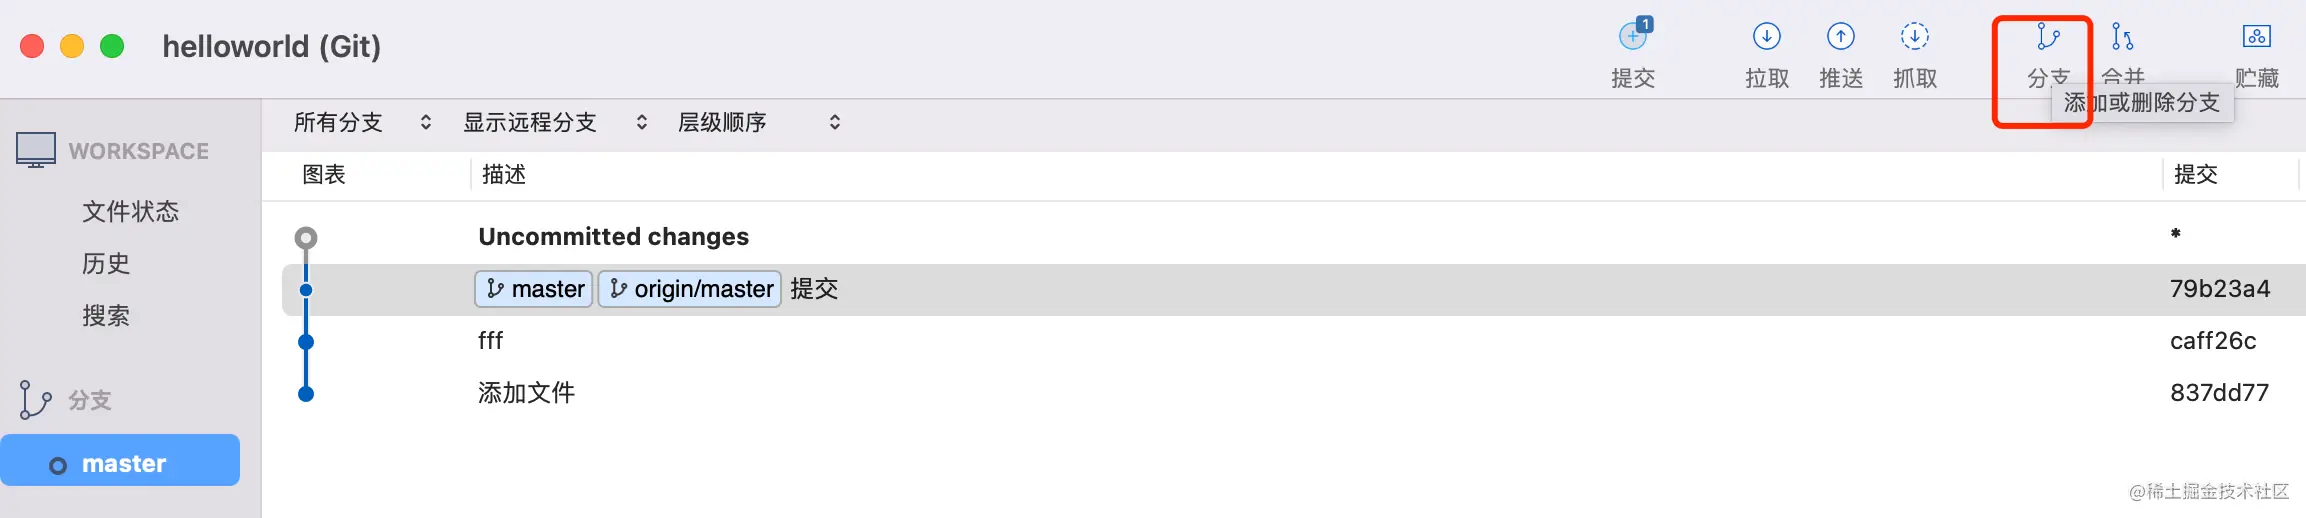 helloworld (Git)
1
提交 拉取 推送 抓取 分支 合并 贮藏
添加或删除分支
所有分支 显示远程分支 层级顺序
WORKSPACE
文件状态
历史
搜索
分支
master
图表 描述 提交
Uncommitted changes *
master origin/master 提交 79b23a4
fff caff26c
添加文件 837dd77
@稀土掘金技术社区